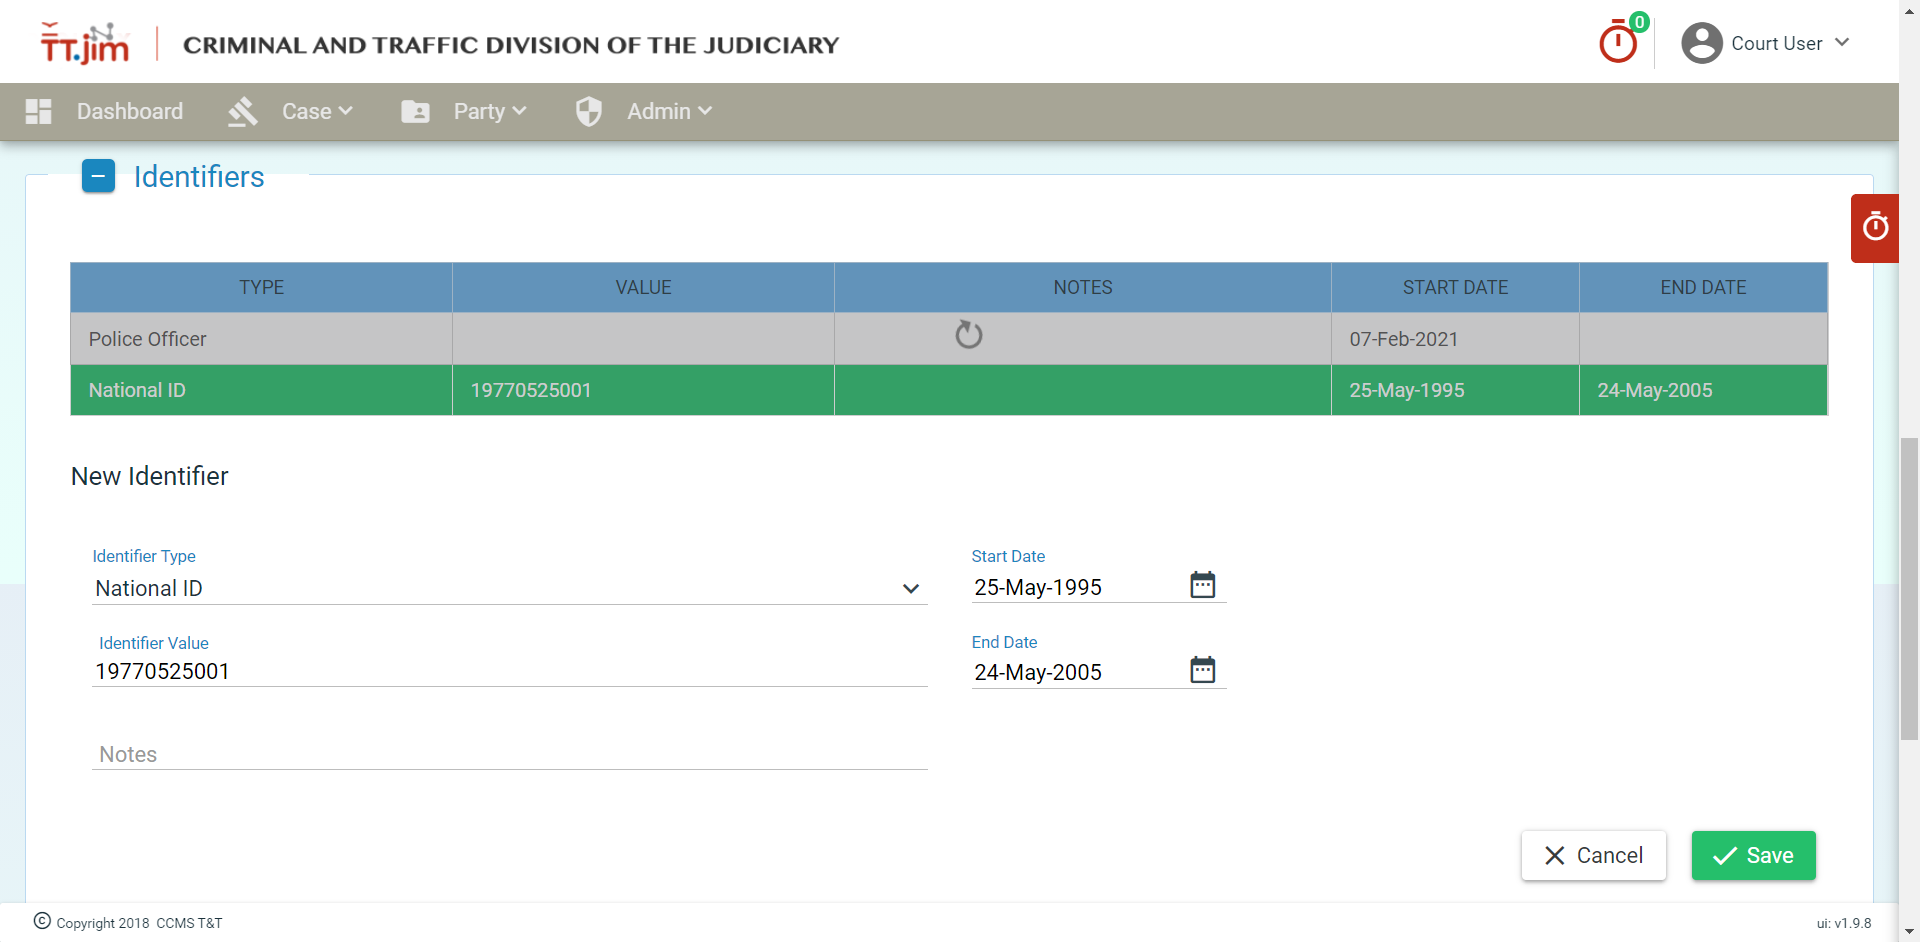 TT.jim
CRIMINAL AND TRAFFIC DIVISION OF THE JUDICIARY
0
Court User
Dashboard
Case
Party
Admin
Identifiers
TYPE VALUE NOTES START DATE END DATE
Police Officer 07-Feb-2021
National ID 19770525001 25-May-1995 24-May-2005
New Identifier
Identifier Type
National ID
Start Date
25-May-1995
Identifier Value
19770525001
End Date
24-May-2005
Notes
Cancel
Save
© Copyright 2018 CCMS T&T
ui: v1.9.8